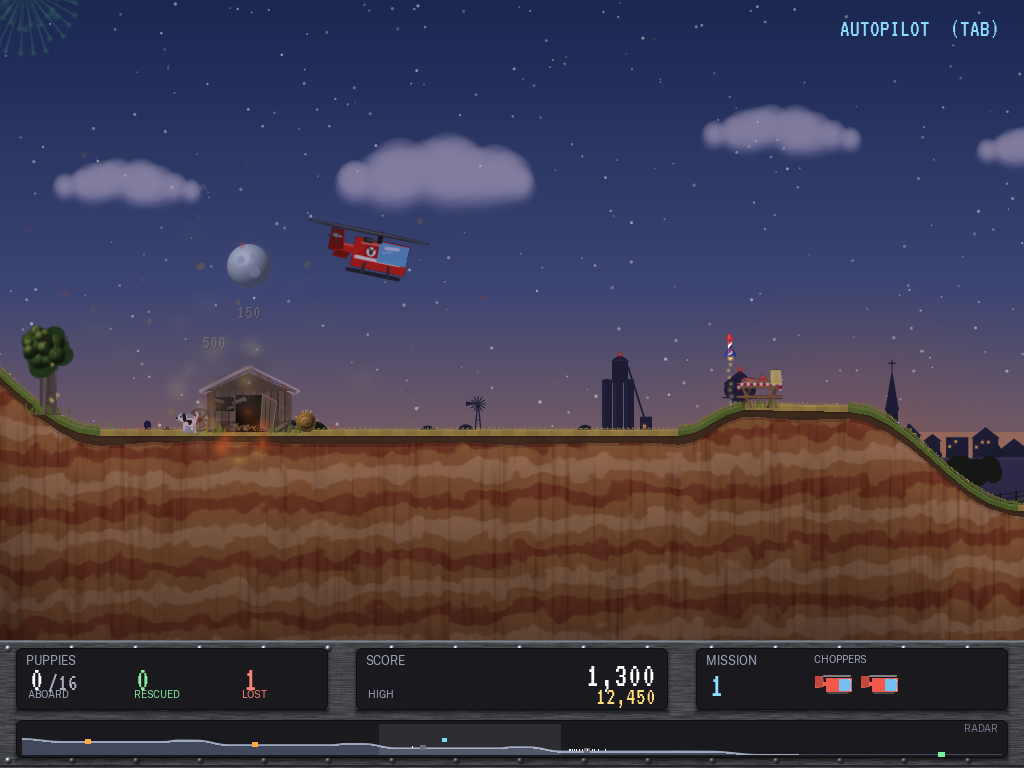 AUTOPILOT (TAB)
150
500
PUPPIES
0/16
ABOARD
0
RESCUED
1
LOST
SCORE
1,300
HIGH
12,450
MISSION
1
CHOPPERS
RADAR